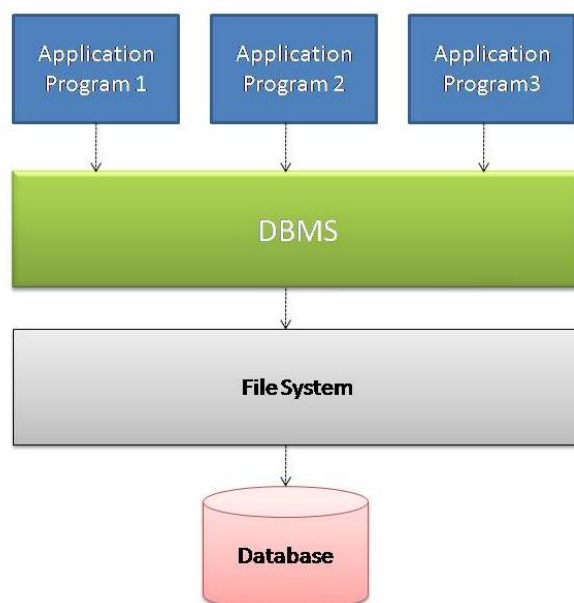 Application
Program 1
Application
Program 2
Application
Program3
DBMS
File System
Database